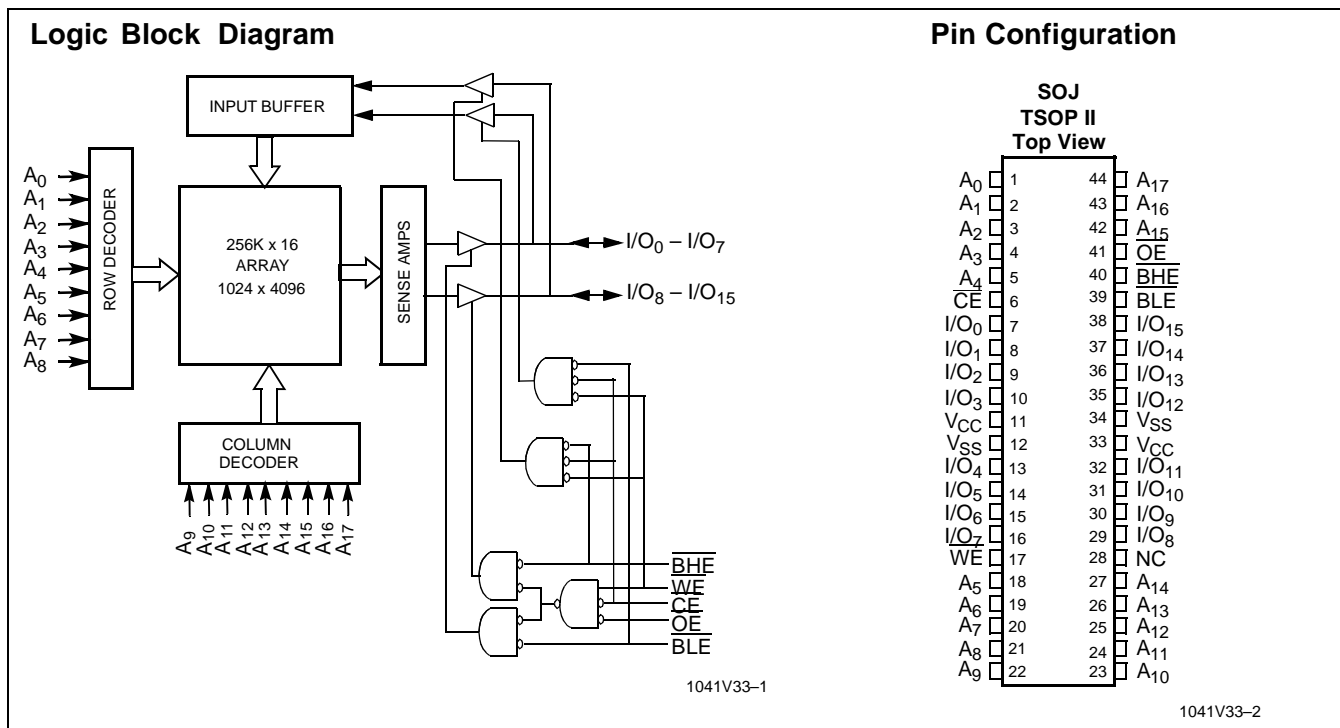 Logic Block Diagram
INPUT BUFFER
A0
A1
A2
A3
A4
A5
A6
A7
A8
ROW DECODER
256K x 16
ARRAY
1024 x 4096
SENSE AMPS
I/O0 – I/O7
I/O8 – I/O15
COLUMN
DECODER
A9
A10
A11
A12
A13
A14
A15
A16
A17
BHE
WE
CE
OE
BLE
1041V33–1
Pin Configuration
SOJ
TSOP II
Top View
A0 1 44 A17
A1 2 43 A16
A2 3 42 A15
A3 4 41 OE
A4 5 40 BHE
CE 6 39 BLE
I/O0 7 38 I/O15
I/O1 8 37 I/O14
I/O2 9 36 I/O13
I/O3 10 35 I/O12
VCC 11 34 VSS
VSS 12 33 VCC
I/O4 13 32 I/O11
I/O5 14 31 I/O10
I/O6 15 30 I/O9
I/O7 16 29 I/O8
WE 17 28 NC
A5 18 27 A14
A6 19 26 A13
A7 20 25 A12
A8 21 24 A11
A9 22 23 A10
1041V33–2